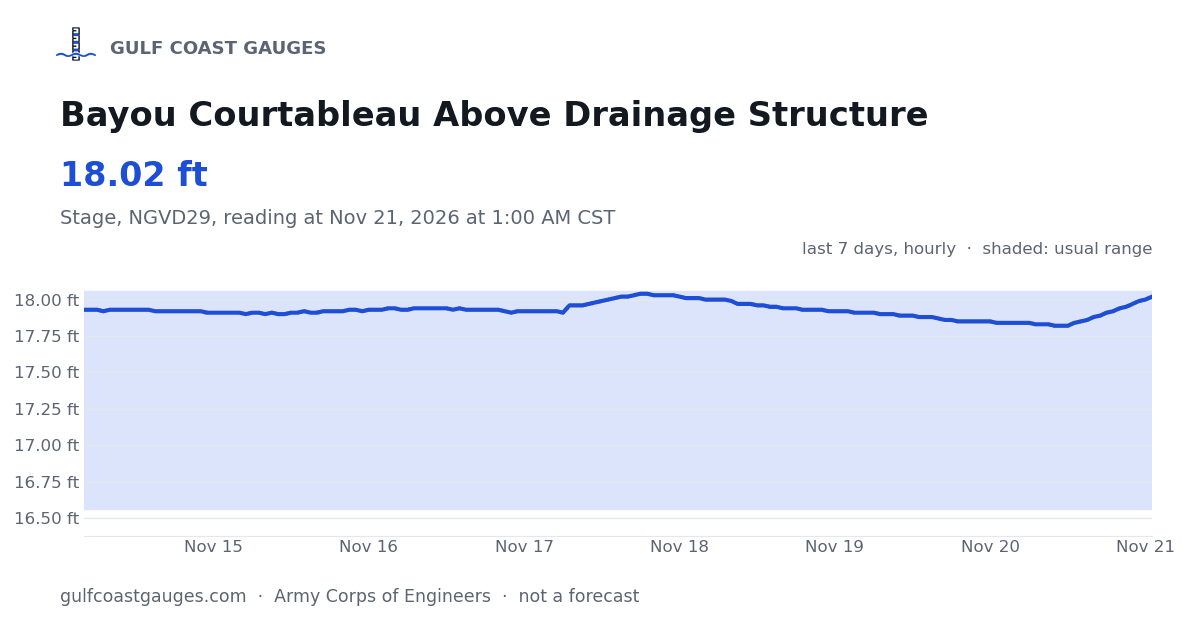 GULF COAST GAUGES
Bayou Courtableau Above Drainage Structure
18.02 ft
Stage, NGVD29, reading at Nov 21, 2026 at 1:00 AM CST
last 7 days, hourly · shaded: usual range
18.00 ft
17.75 ft
17.50 ft
17.25 ft
17.00 ft
16.75 ft
16.50 ft
Nov 15 Nov 16 Nov 17 Nov 18 Nov 19 Nov 20 Nov 21
gulfcoastgauges.com · Army Corps of Engineers · not a forecast